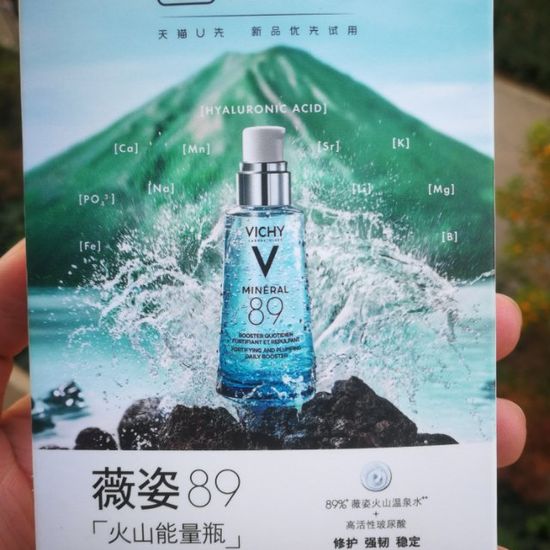 天猫U先 新品优先试用
[HYALURONIC ACID]
[Ca]
[Mn]
[Sr]
[K]
[PO₄³⁻]
[Na]
[Li]
[Mg]
[Fe]
[B]
VICHY
LABORATOIRES
V
MINÉRAL
89
BOOSTER QUOTIDIEN
FORTIFIANT ET REPULPANT
FORTIFYING AND PLUMPING
DAILY BOOSTER
薇姿89
「火山能量瓶」
89%*薇姿火山温泉水**
+
高活性玻尿酸
修护 强韧 稳定